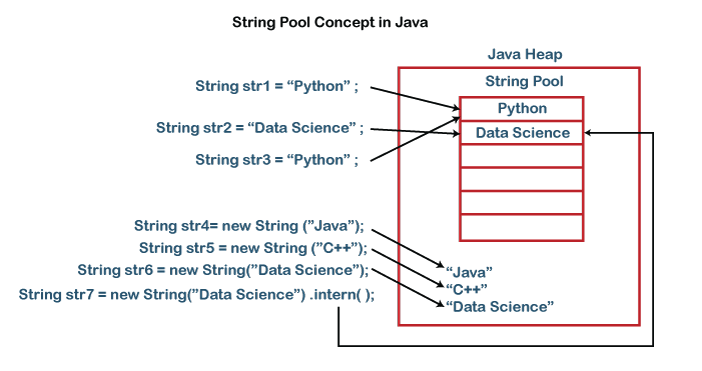 String Pool Concept in Java
Java Heap
String Pool
String str1 = “Python” ;
Python
String str2 = “Data Science” ;
Data Science
String str3 = “Python” ;
String str4= new String (”Java”);
String str5 = new String (”C++”);
String str6 = new String(”Data Science”);
String str7 = new String(”Data Science”) .intern( );
“Java”
“C++”
“Data Science”